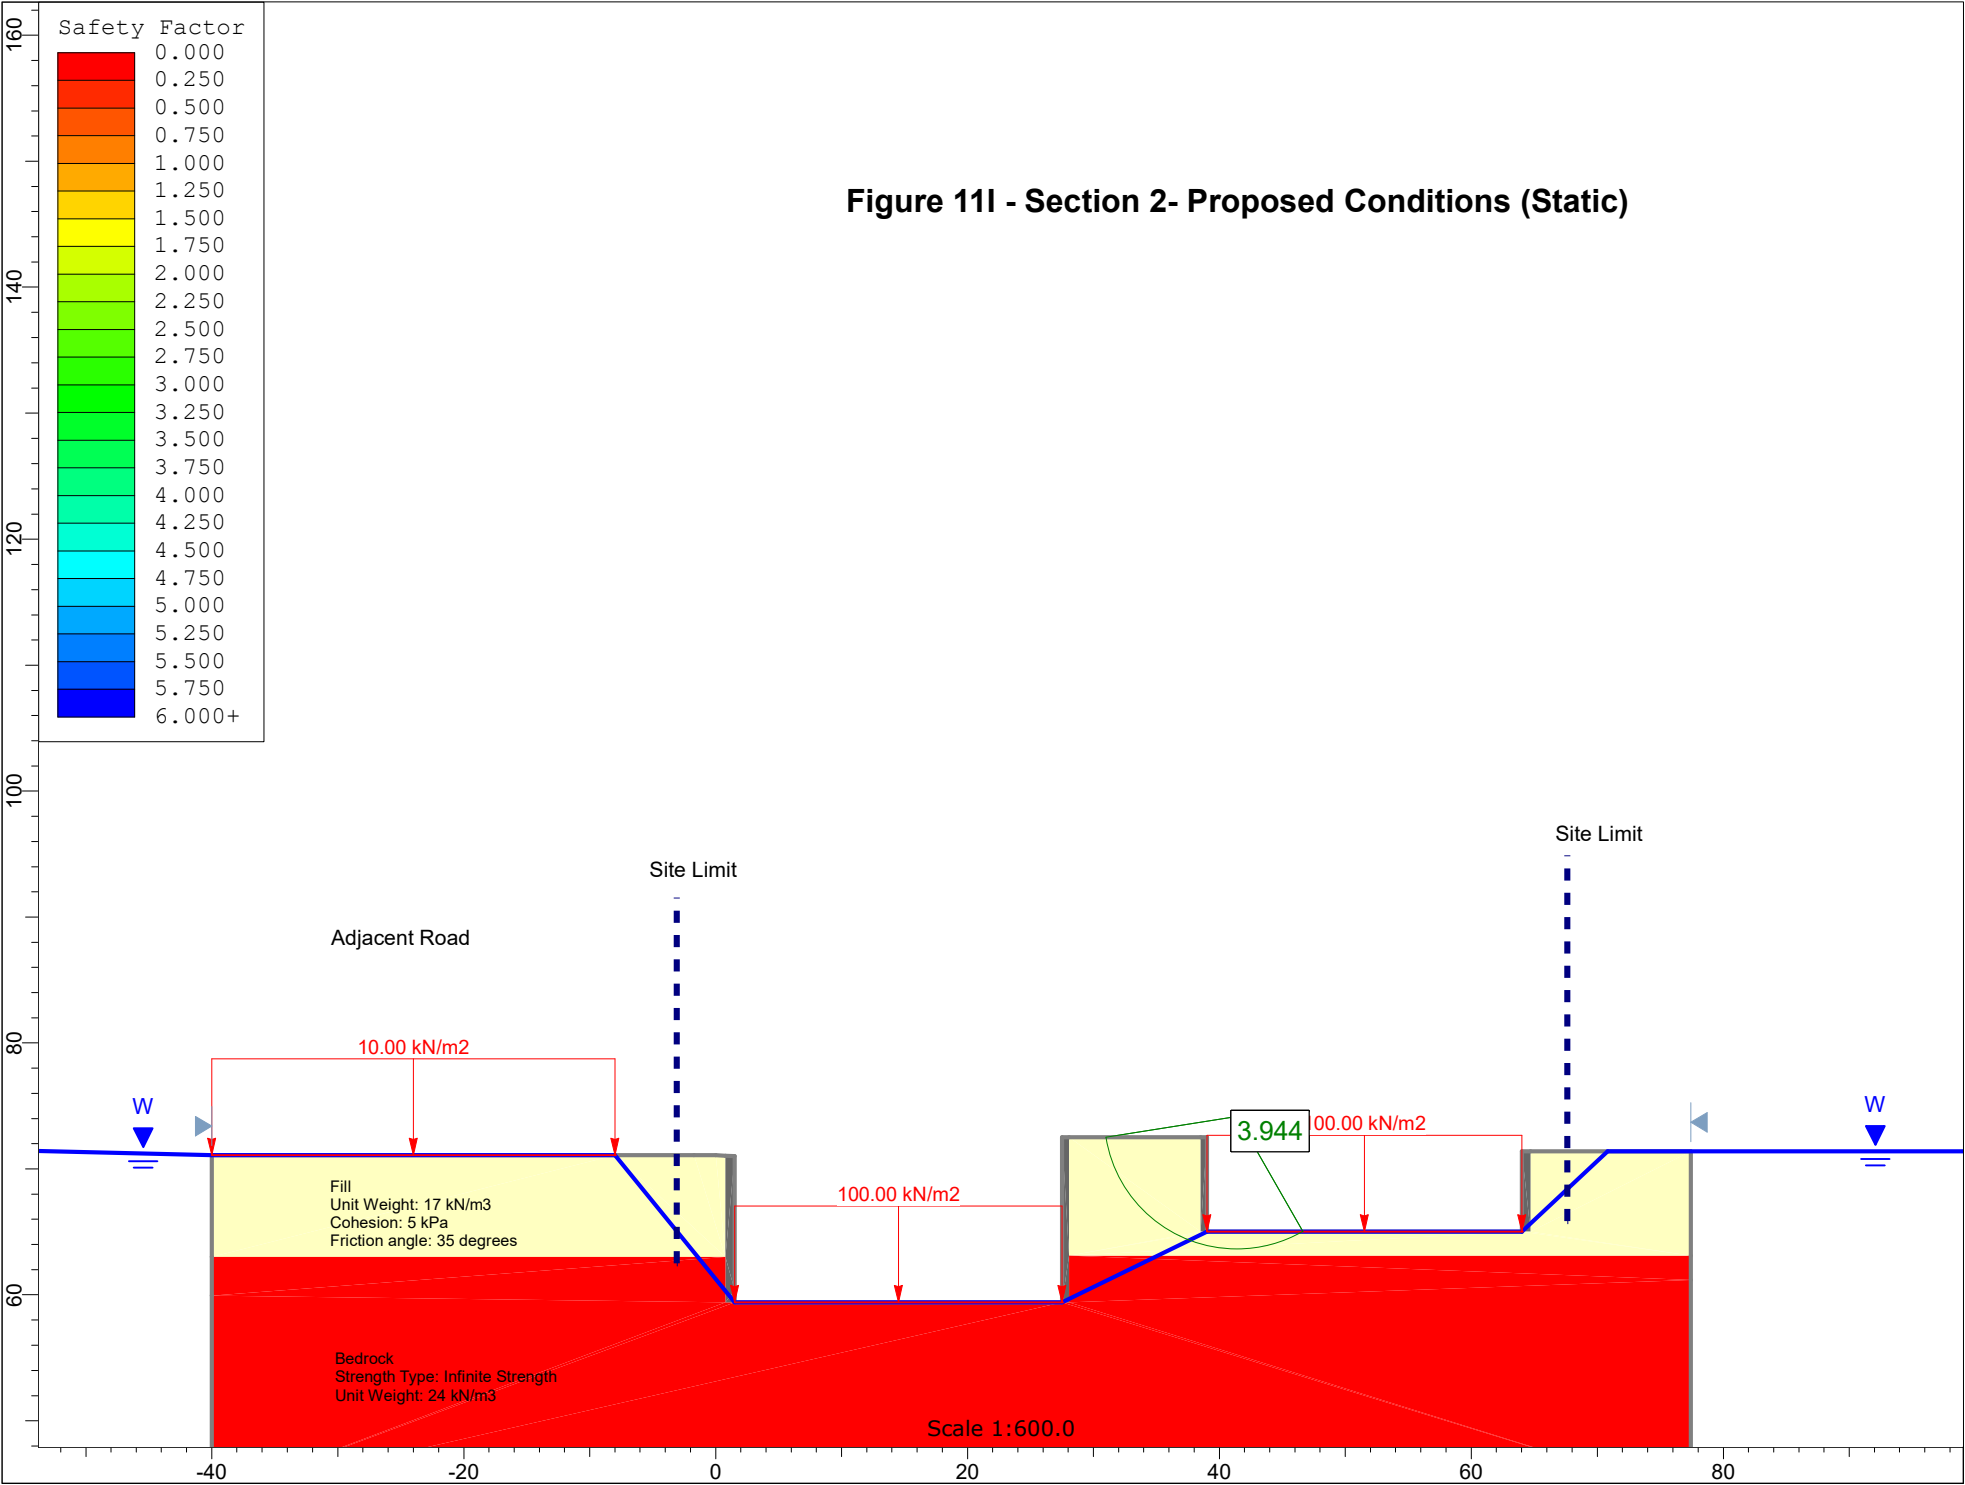 Safety Factor
0.000
0.250
0.500
0.750
1.000
1.250
1.500
1.750
2.000
2.250
2.500
2.750
3.000
3.250
3.500
3.750
4.000
4.250
4.500
4.750
5.000
5.250
5.500
5.750
6.000+
Figure 11I - Section 2- Proposed Conditions (Static)
160
140
120
100
80
60
Site Limit
Site Limit
Adjacent Road
10.00 kN/m2
W
W
3.944
00.00 kN/m2
100.00 kN/m2
Fill
Unit Weight: 17 kN/m3
Cohesion: 5 kPa
Friction angle: 35 degrees
Bedrock
Strength Type: Infinite Strength
Unit Weight: 24 kN/m3
Scale 1:600.0
-40
-20
0
20
40
60
80